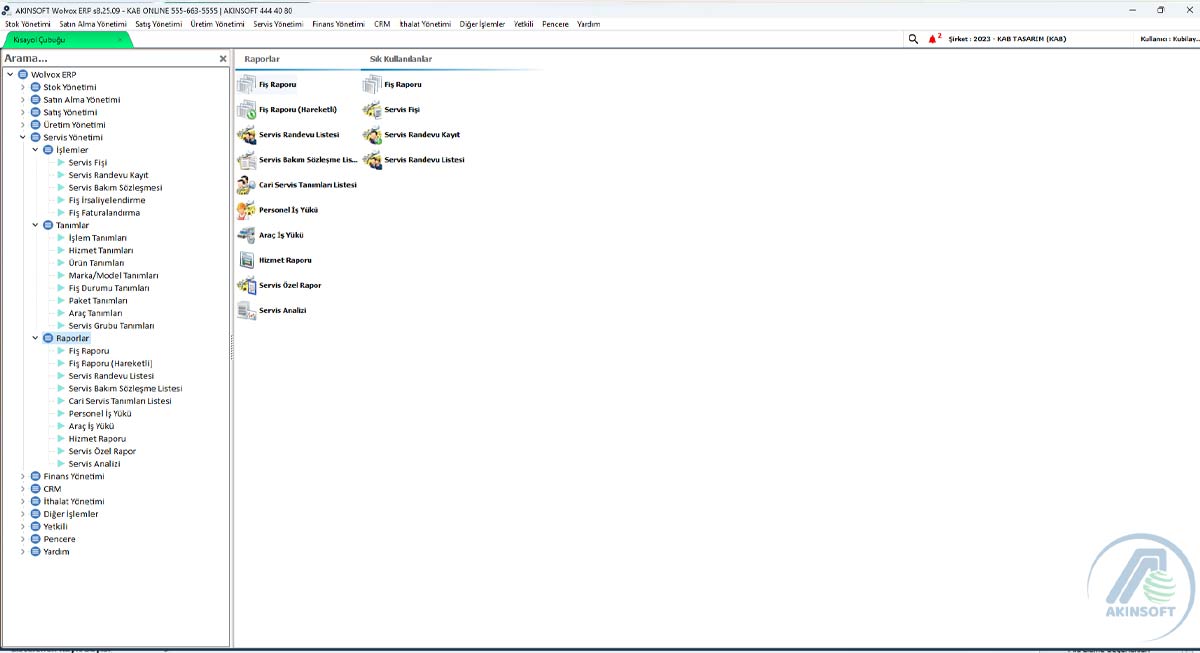 AKINSOFT Wolvox ERP s8.25.09 - KAB ONLINE 555-663-5555 | AKINSOFT 444 40 80
Stok Yönetimi Satın Alma Yönetimi Satış Yönetimi Üretim Yönetimi Servis Yönetimi Finans Yönetimi CRM İthalat Yönetimi Diğer İşlemler Yetkili Pencere Yardım
Kısayol Çubuğu
2 Şirket : 2023 - KAB TASARIM (KAB) Kullanıcı : Kubilay...
Arama...
Wolvox ERP
Stok Yönetimi
Satın Alma Yönetimi
Satış Yönetimi
Üretim Yönetimi
Servis Yönetimi
İşlemler
Servis Fişi
Servis Randevu Kayıt
Servis Bakım Sözleşmesi
Fiş İrsaliyelendirme
Fiş Faturalandırma
Tanımlar
İşlem Tanımları
Hizmet Tanımları
Ürün Tanımları
Marka/Model Tanımları
Fiş Durumu Tanımları
Paket Tanımları
Araç Tanımları
Servis Grubu Tanımları
Raporlar
Fiş Raporu
Fiş Raporu (Hareketli)
Servis Randevu Listesi
Servis Bakım Sözleşme Listesi
Cari Servis Tanımları Listesi
Personel İş Yükü
Araç İş Yükü
Hizmet Raporu
Servis Özel Rapor
Servis Analizi
Finans Yönetimi
CRM
İthalat Yönetimi
Diğer İşlemler
Yetkili
Pencere
Yardım
Raporlar
Fiş Raporu
Fiş Raporu (Hareketli)
Servis Randevu Listesi
Servis Bakım Sözleşme Lis...
Cari Servis Tanımları Listesi
Personel İş Yükü
Araç İş Yükü
Hizmet Raporu
Servis Özel Rapor
Servis Analizi
Sık Kullanılanlar
Fiş Raporu
Servis Fişi
Servis Randevu Kayıt
Servis Randevu Listesi
AKINSOFT